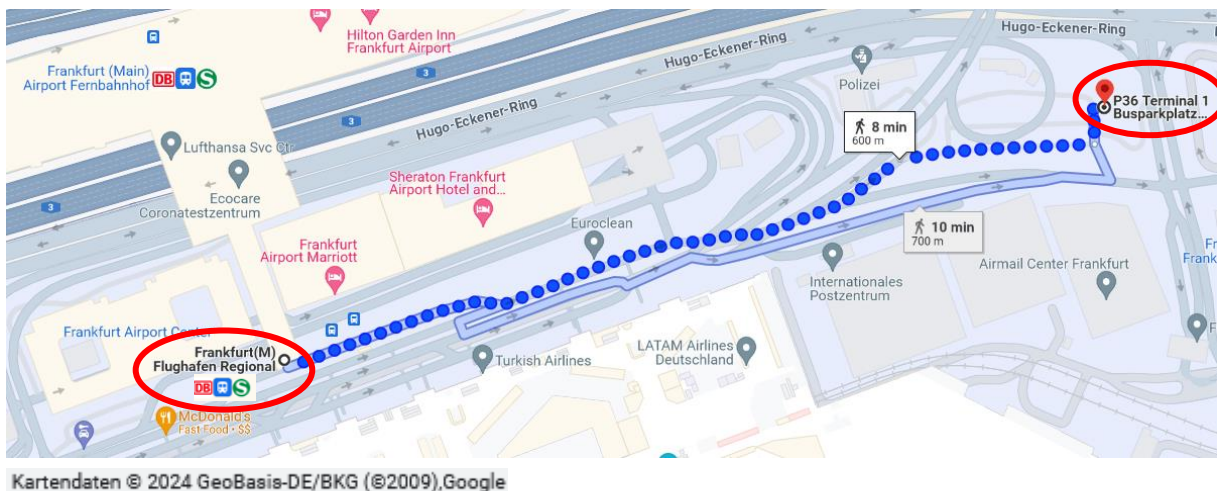 Hilton Garden Inn
Frankfurt Airport
Hugo-Eckener-Ring
Hugo-Eckener-Ring
Frankfurt (Main)
Airport Fernbahnhof
DB
S
3
Polizei
P36 Terminal 1
Busparkplatz...
3
Hugo-Eckener-Ring
8 min
600 m
Lufthansa Svc Ctr
Sheraton Frankfurt
Airport Hotel and...
Ecocare
Coronatestzentrum
3
Euroclean
10 min
700 m
Frankfurt
Airport Marriott
Airmail Center Frankfurt
Internationales
Postzentrum
Frankfurt Airport Center
Frankfurt(M)
Flughafen Regional
DB
S
Turkish Airlines
LATAM Airlines
Deutschland
McDonald's
Fast Food • $$
Kartendaten © 2024 GeoBasis-DE/BKG (©2009),Google